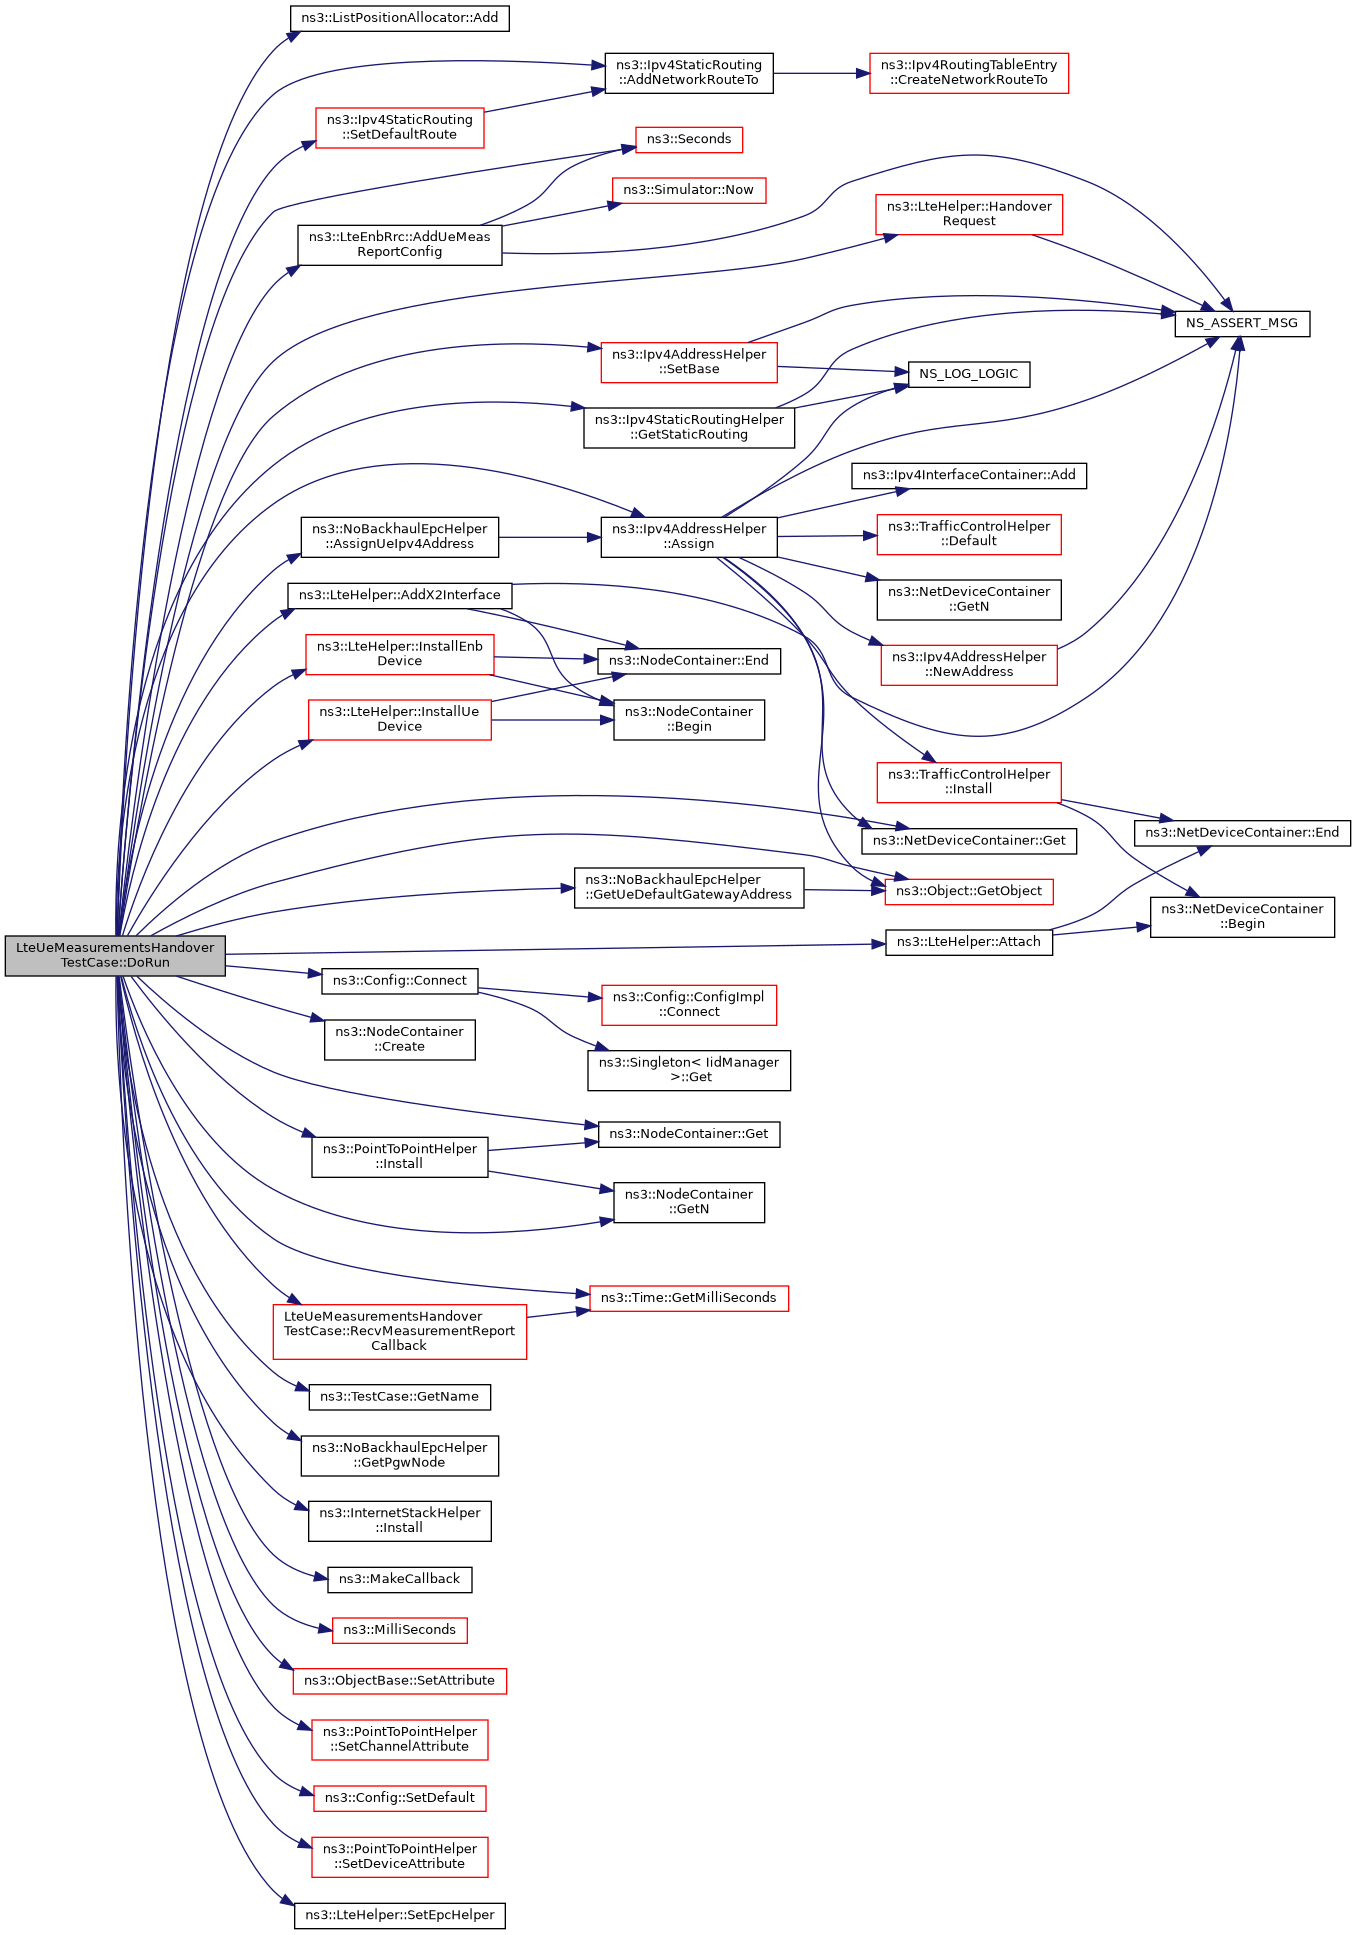 ns3::ListPositionAllocator::Add
ns3::Ipv4StaticRouting
::AddNetworkRouteTo
ns3::Ipv4RoutingTableEntry
::CreateNetworkRouteTo
ns3::Ipv4StaticRouting
::SetDefaultRoute
ns3::Seconds
ns3::Simulator::Now
ns3::LteHelper::Handover
Request
ns3::LteEnbRrc::AddUeMeas
ReportConfig
NS_ASSERT_MSG
ns3::Ipv4AddressHelper
::SetBase
NS_LOG_LOGIC
ns3::Ipv4StaticRoutingHelper
::GetStaticRouting
ns3::Ipv4InterfaceContainer::Add
ns3::NoBackhaulEpcHelper
::AssignUeIpv4Address
ns3::Ipv4AddressHelper
::Assign
ns3::TrafficControlHelper
::Default
ns3::LteHelper::AddX2Interface
ns3::NetDeviceContainer
::GetN
ns3::LteHelper::InstallEnb
Device
ns3::NodeContainer::End
ns3::Ipv4AddressHelper
::NewAddress
ns3::LteHelper::InstallUe
Device
ns3::NodeContainer
::Begin
ns3::TrafficControlHelper
::Install
ns3::NetDeviceContainer::Get
ns3::NetDeviceContainer::End
ns3::NoBackhaulEpcHelper
::GetUeDefaultGatewayAddress
ns3::Object::GetObject
ns3::NetDeviceContainer
::Begin
LteUeMeasurementsHandover
TestCase::DoRun
ns3::LteHelper::Attach
ns3::Config::Connect
ns3::Config::ConfigImpl
::Connect
ns3::NodeContainer
::Create
ns3::Singleton< IidManager
>::Get
ns3::NodeContainer::Get
ns3::PointToPointHelper
::Install
ns3::NodeContainer
::GetN
ns3::Time::GetMilliSeconds
LteUeMeasurementsHandover
TestCase::RecvMeasurementReport
Callback
ns3::TestCase::GetName
ns3::NoBackhaulEpcHelper
::GetPgwNode
ns3::InternetStackHelper
::Install
ns3::MakeCallback
ns3::MilliSeconds
ns3::ObjectBase::SetAttribute
ns3::PointToPointHelper
::SetChannelAttribute
ns3::Config::SetDefault
ns3::PointToPointHelper
::SetDeviceAttribute
ns3::LteHelper::SetEpcHelper